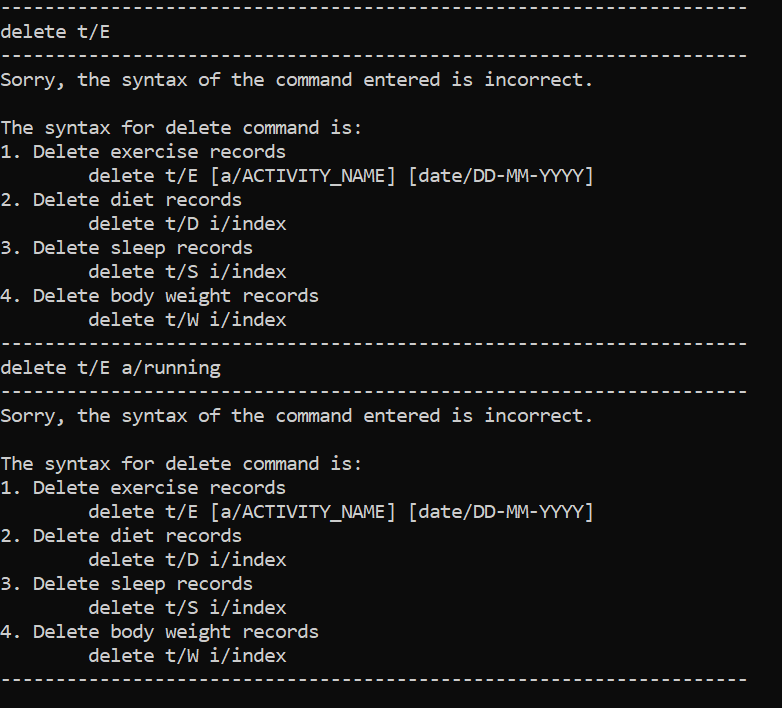 --------------------------------------------------------------------
delete t/E
--------------------------------------------------------------------
Sorry, the syntax of the command entered is incorrect.

The syntax for delete command is:
1. Delete exercise records
        delete t/E [a/ACTIVITY_NAME] [date/DD-MM-YYYY]
2. Delete diet records
        delete t/D i/index
3. Delete sleep records
        delete t/S i/index
4. Delete body weight records
        delete t/W i/index
--------------------------------------------------------------------
delete t/E a/running
--------------------------------------------------------------------
Sorry, the syntax of the command entered is incorrect.

The syntax for delete command is:
1. Delete exercise records
        delete t/E [a/ACTIVITY_NAME] [date/DD-MM-YYYY]
2. Delete diet records
        delete t/D i/index
3. Delete sleep records
        delete t/S i/index
4. Delete body weight records
        delete t/W i/index
--------------------------------------------------------------------